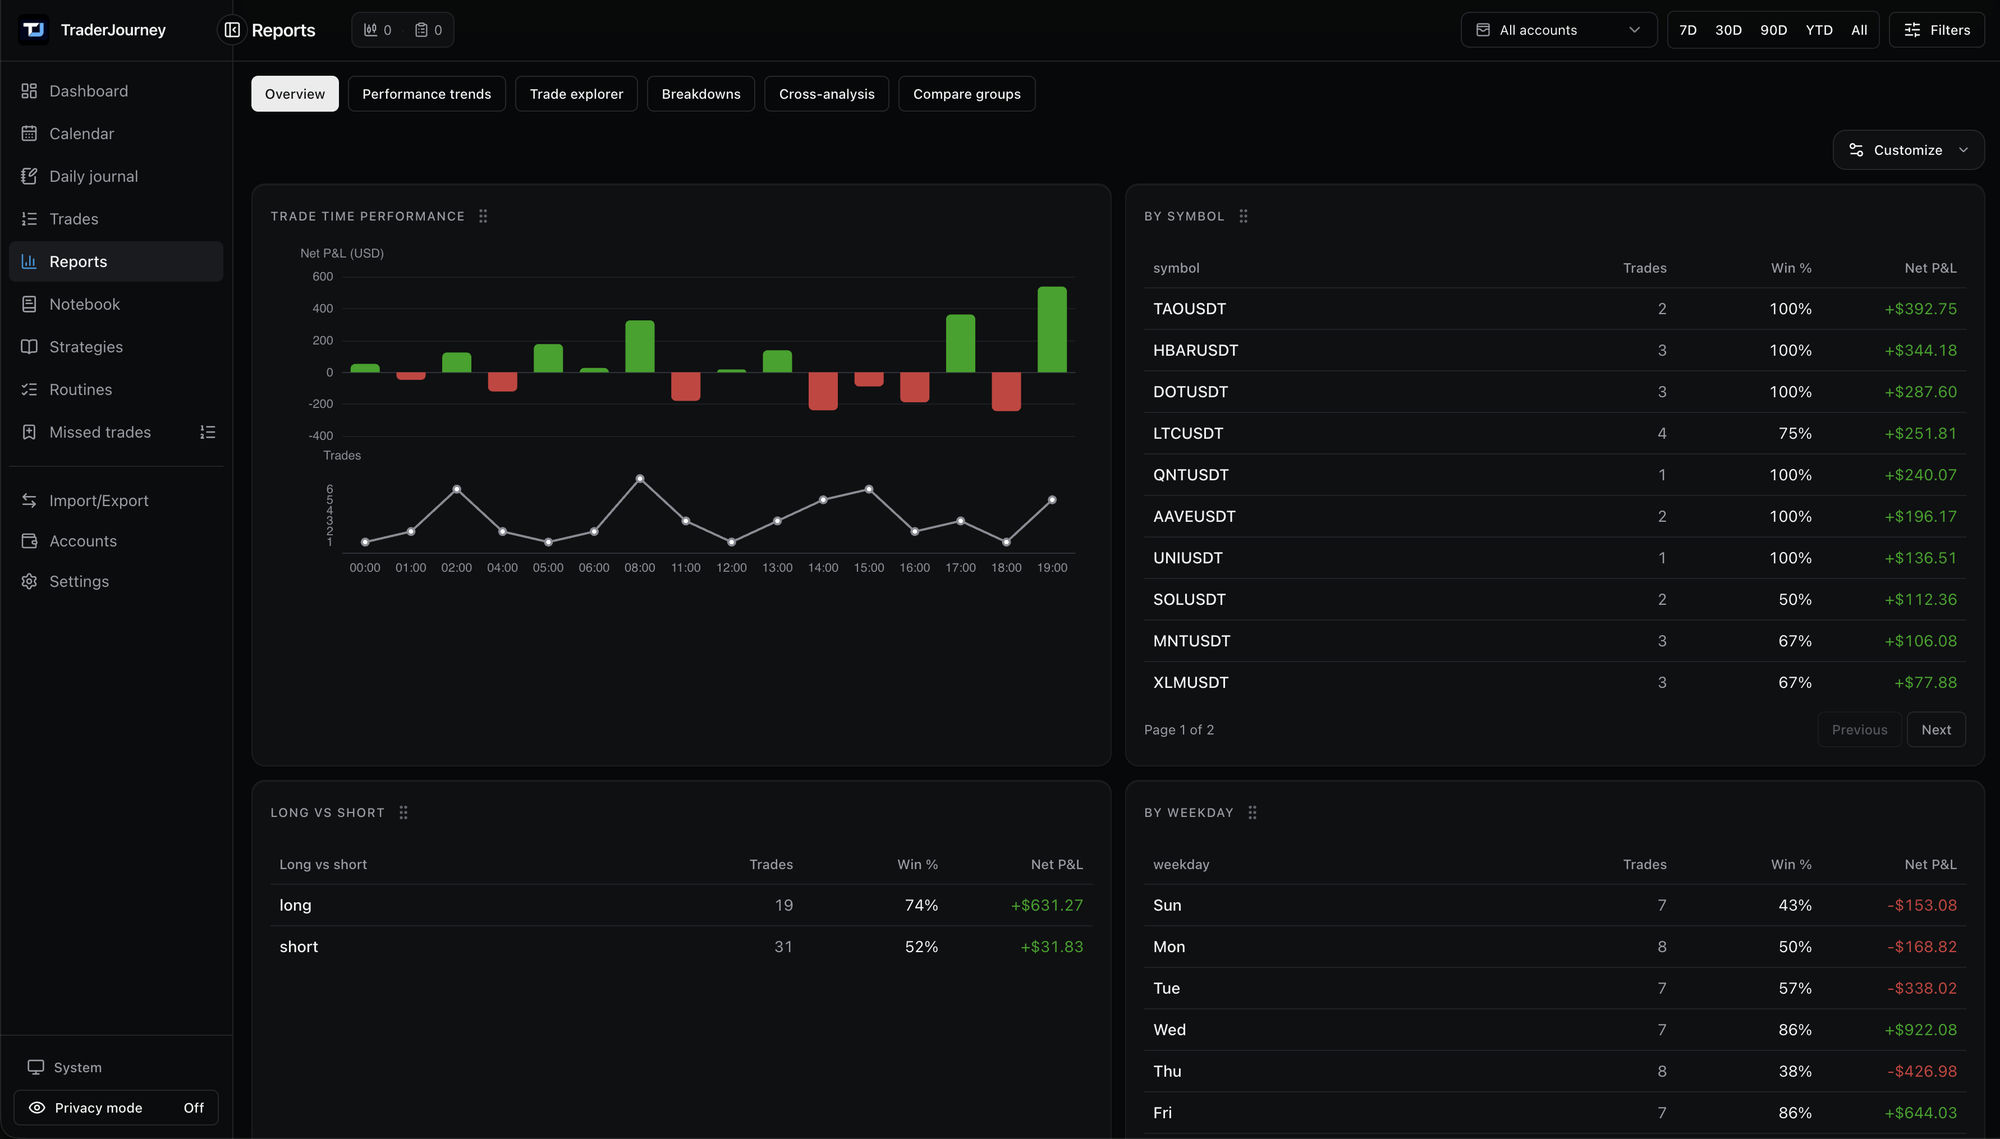 TJ TraderJourney
Reports
0 0
All accounts
7D 30D 90D YTD All
Filters
Dashboard
Calendar
Daily journal
Trades
Reports
Notebook
Strategies
Routines
Missed trades
Import/Export
Accounts
Settings
System
Privacy mode Off
Overview Performance trends Trade explorer Breakdowns Cross-analysis Compare groups
Customize
TRADE TIME PERFORMANCE
Net P&L (USD)
600
400
200
0
-200
-400
Trades
6
5
4
3
2
1
00:00 01:00 02:00 04:00 05:00 06:00 08:00 11:00 12:00 13:00 14:00 15:00 16:00 17:00 18:00 19:00
BY SYMBOL
symbol Trades Win % Net P&L
TAOUSDT 2 100% +$392.75
HBARUSDT 3 100% +$344.18
DOTUSDT 3 100% +$287.60
LTCUSDT 4 75% +$251.81
QNTUSDT 1 100% +$240.07
AAVEUSDT 2 100% +$196.17
UNIUSDT 1 100% +$136.51
SOLUSDT 2 50% +$112.36
MNTUSDT 3 67% +$106.08
XLMUSDT 3 67% +$77.88
Page 1 of 2 Previous Next
LONG VS SHORT
Long vs short Trades Win % Net P&L
long 19 74% +$631.27
short 31 52% +$31.83
BY WEEKDAY
weekday Trades Win % Net P&L
Sun 7 43% -$153.08
Mon 8 50% -$168.82
Tue 7 57% -$338.02
Wed 7 86% +$922.08
Thu 8 38% -$426.98
Fri 7 86% +$644.03